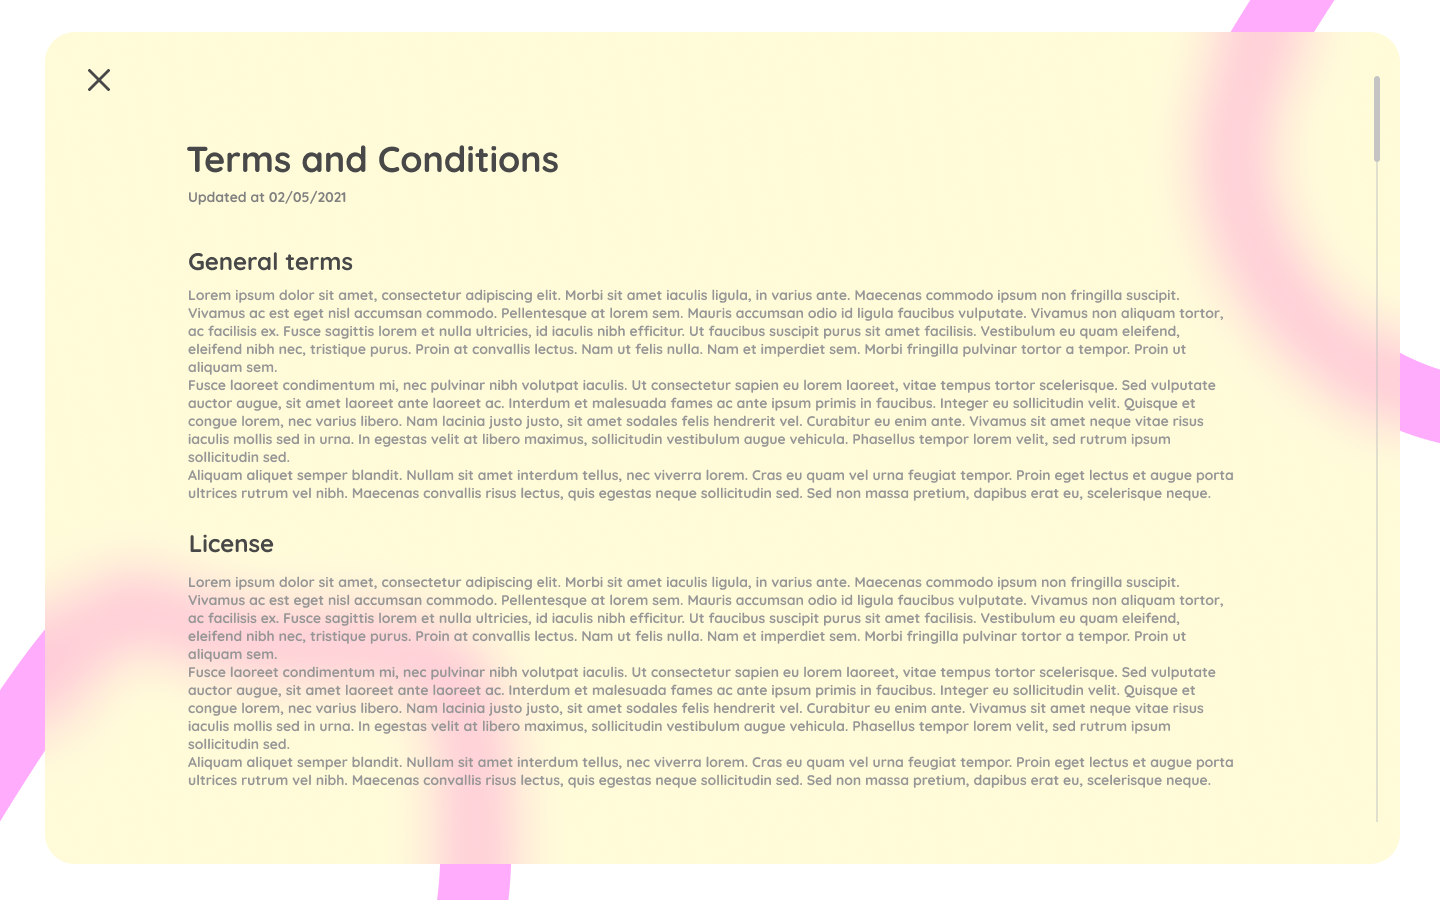 Terms and Conditions
Updated at 02/05/2021
General terms
Lorem ipsum dolor sit amet, consectetur adipiscing elit. Morbi sit amet iaculis ligula, in varius ante. Maecenas commodo ipsum non fringilla suscipit.
Vivamus ac est eget nisl accumsan commodo. Pellentesque at lorem sem. Mauris accumsan odio id ligula faucibus vulputate. Vivamus non aliquam tortor,
ac facilisis ex. Fusce sagittis lorem et nulla ultricies, id iaculis nibh efficitur. Ut faucibus suscipit purus sit amet facilisis. Vestibulum eu quam eleifend,
eleifend nibh nec, tristique purus. Proin at convallis lectus. Nam ut felis nulla. Nam et imperdiet sem. Morbi fringilla pulvinar tortor a tempor. Proin ut
aliquam sem.
Fusce laoreet condimentum mi, nec pulvinar nibh volutpat iaculis. Ut consectetur sapien eu lorem laoreet, vitae tempus tortor scelerisque. Sed vulputate
auctor augue, sit amet laoreet ante laoreet ac. Interdum et malesuada fames ac ante ipsum primis in faucibus. Integer eu sollicitudin velit. Quisque et
congue lorem, nec varius libero. Nam lacinia justo justo, sit amet sodales felis hendrerit vel. Curabitur eu enim ante. Vivamus sit amet neque vitae risus
iaculis mollis sed in urna. In egestas velit at libero maximus, sollicitudin vestibulum augue vehicula. Phasellus tempor lorem velit, sed rutrum ipsum
sollicitudin sed.
Aliquam aliquet semper blandit. Nullam sit amet interdum tellus, nec viverra lorem. Cras eu quam vel urna feugiat tempor. Proin eget lectus et augue porta
ultrices rutrum vel nibh. Maecenas convallis risus lectus, quis egestas neque sollicitudin sed. Sed non massa pretium, dapibus erat eu, scelerisque neque.
License
Lorem ipsum dolor sit amet, consectetur adipiscing elit. Morbi sit amet iaculis ligula, in varius ante. Maecenas commodo ipsum non fringilla suscipit.
Vivamus ac est eget nisl accumsan commodo. Pellentesque at lorem sem. Mauris accumsan odio id ligula faucibus vulputate. Vivamus non aliquam tortor,
ac facilisis ex. Fusce sagittis lorem et nulla ultricies, id iaculis nibh efficitur. Ut faucibus suscipit purus sit amet facilisis. Vestibulum eu quam eleifend,
eleifend nibh nec, tristique purus. Proin at convallis lectus. Nam ut felis nulla. Nam et imperdiet sem. Morbi fringilla pulvinar tortor a tempor. Proin ut
aliquam sem.
Fusce laoreet condimentum mi, nec pulvinar nibh volutpat iaculis. Ut consectetur sapien eu lorem laoreet, vitae tempus tortor scelerisque. Sed vulputate
auctor augue, sit amet laoreet ante laoreet ac. Interdum et malesuada fames ac ante ipsum primis in faucibus. Integer eu sollicitudin velit. Quisque et
congue lorem, nec varius libero. Nam lacinia justo justo, sit amet sodales felis hendrerit vel. Curabitur eu enim ante. Vivamus sit amet neque vitae risus
iaculis mollis sed in urna. In egestas velit at libero maximus, sollicitudin vestibulum augue vehicula. Phasellus tempor lorem velit, sed rutrum ipsum
sollicitudin sed.
Aliquam aliquet semper blandit. Nullam sit amet interdum tellus, nec viverra lorem. Cras eu quam vel urna feugiat tempor. Proin eget lectus et augue porta
ultrices rutrum vel nibh. Maecenas convallis risus lectus, quis egestas neque sollicitudin sed. Sed non massa pretium, dapibus erat eu, scelerisque neque.